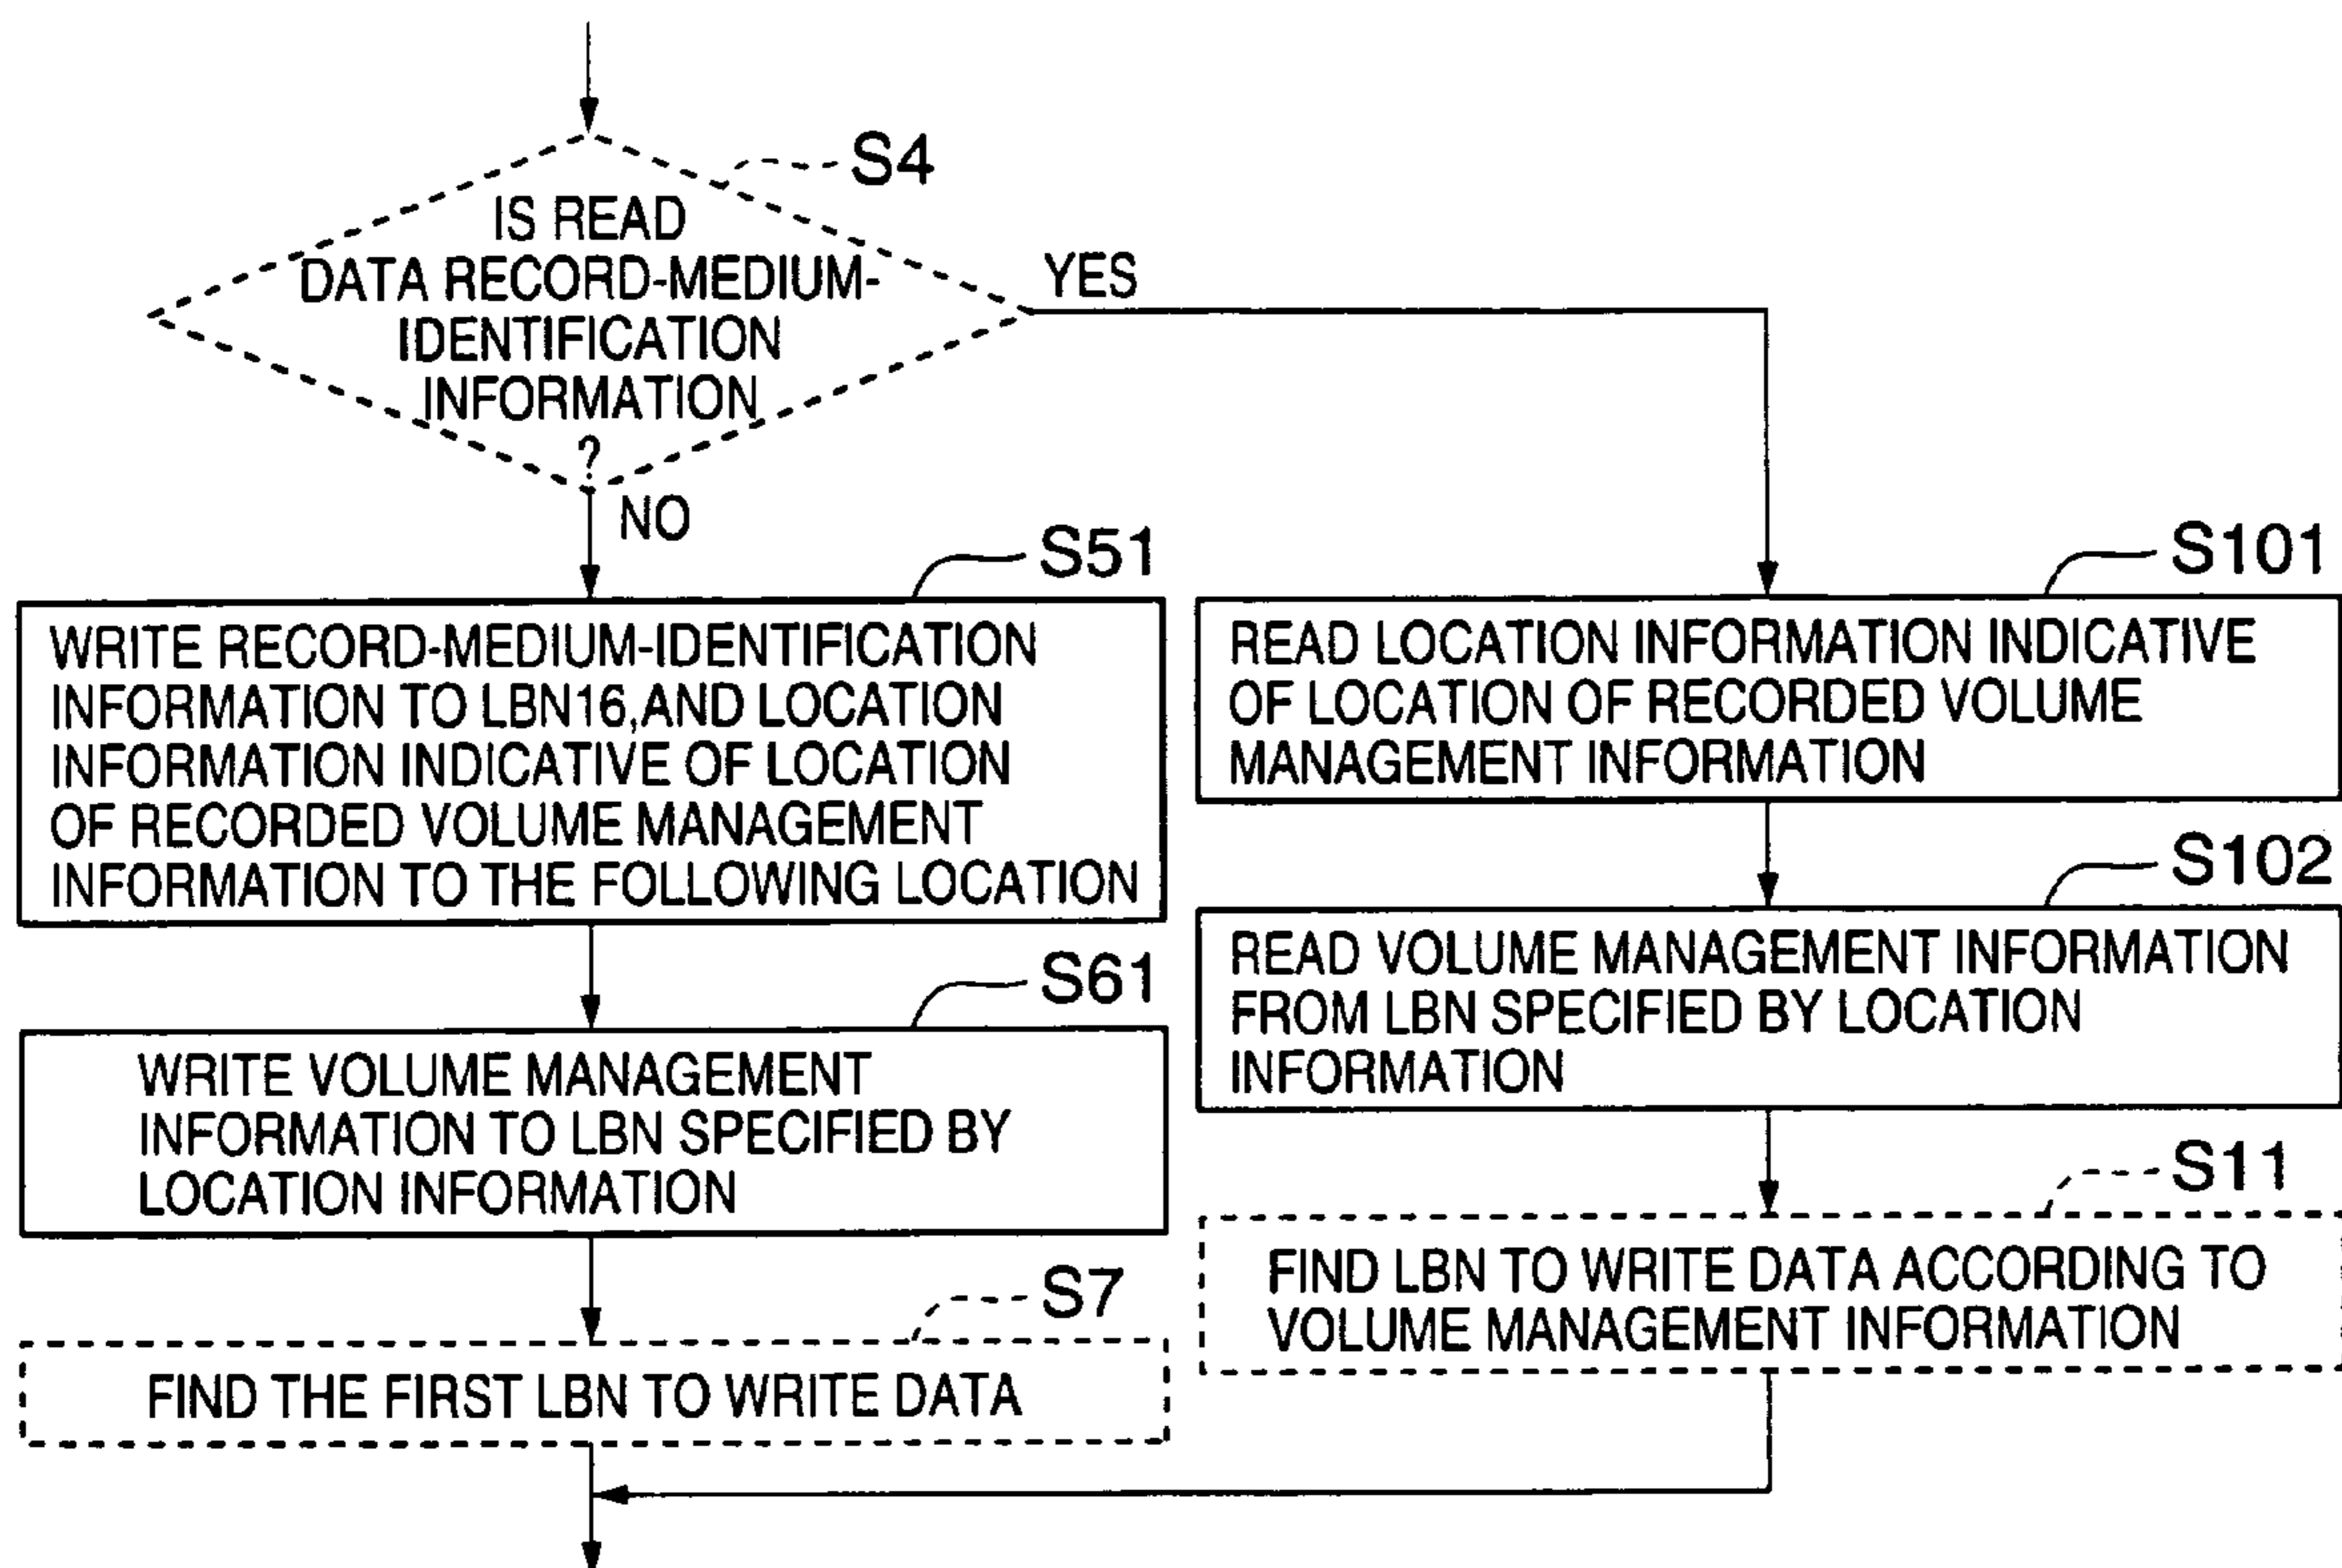 S4
IS READ
DATA RECORD-MEDIUM-
IDENTIFICATION
INFORMATION
?
YES
NO
S51
WRITE RECORD-MEDIUM-IDENTIFICATION
INFORMATION TO LBN16,AND LOCATION
INFORMATION INDICATIVE OF LOCATION
OF RECORDED VOLUME MANAGEMENT
INFORMATION TO THE FOLLOWING LOCATION
S61
WRITE VOLUME MANAGEMENT
INFORMATION TO LBN SPECIFIED BY
LOCATION INFORMATION
S7
FIND THE FIRST LBN TO WRITE DATA
S101
READ LOCATION INFORMATION INDICATIVE
OF LOCATION OF RECORDED VOLUME
MANAGEMENT INFORMATION
S102
READ VOLUME MANAGEMENT INFORMATION
FROM LBN SPECIFIED BY LOCATION
INFORMATION
S11
FIND LBN TO WRITE DATA ACCORDING TO
VOLUME MANAGEMENT INFORMATION